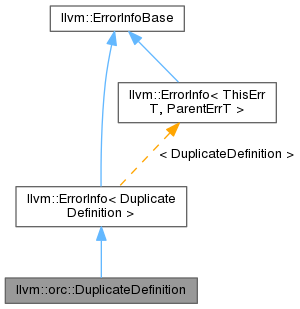 llvm::ErrorInfoBase
llvm::ErrorInfo< ThisErr
T, ParentErrT >
< DuplicateDefinition >
llvm::ErrorInfo< Duplicate
Definition >
llvm::orc::DuplicateDefinition